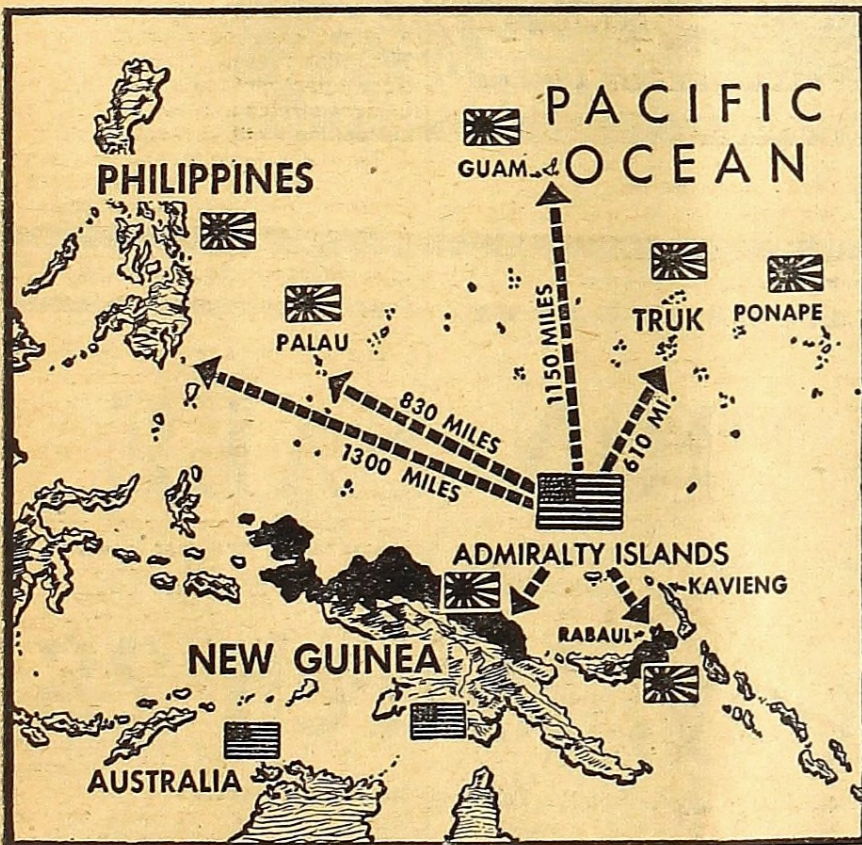 PACIFIC
OCEAN
GUAM
PHILIPPINES
PALAU
TRUK
PONAPE
1150 MILES
830 MILES
1300 MILES
610 MI.
ADMIRALTY ISLANDS
KAVIENG
RABAUL
NEW GUINEA
AUSTRALIA